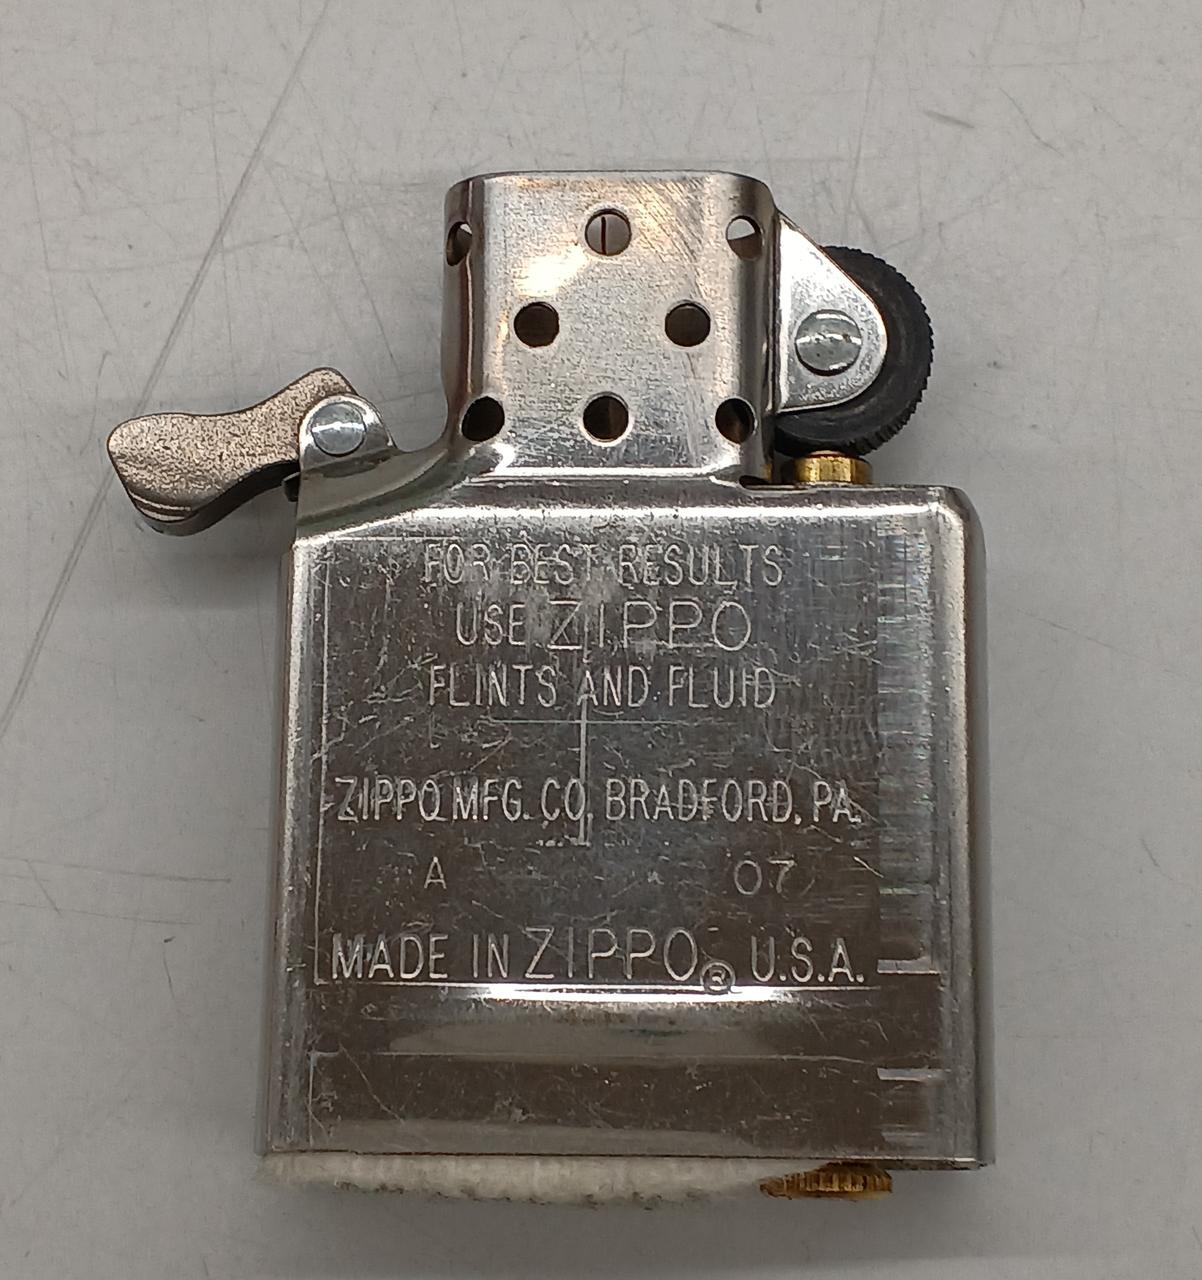 FOR BEST RESULTS
USE ZIPPO
FLINTS AND FLUID
ZIPPO MFG. CO. BRADFORD, PA.
A 07
MADE IN ZIPPO® U.S.A.